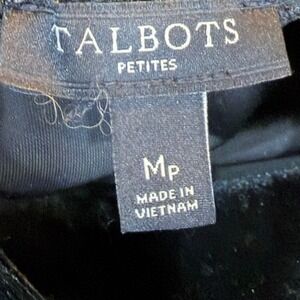 TALBOTS
PETITES
MP
MADE IN
VIETNAM